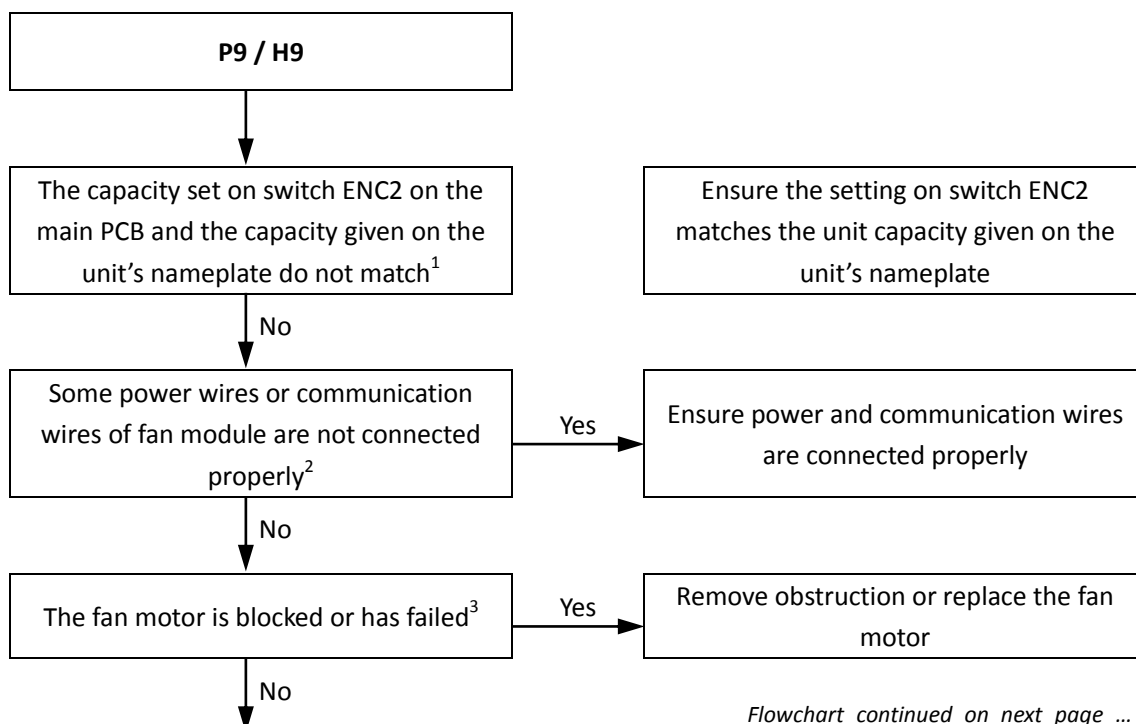 P9 / H9
The capacity set on switch ENC2 on the
main PCB and the capacity given on the
unit’s nameplate do not match1
Ensure the setting on switch ENC2
matches the unit capacity given on the
unit’s nameplate
No
Some power wires or communication
wires of fan module are not connected
properly2
Yes
Ensure power and communication wires
are connected properly
No
The fan motor is blocked or has failed3
Yes
Remove obstruction or replace the fan
motor
No
Flowchart continued on next page …